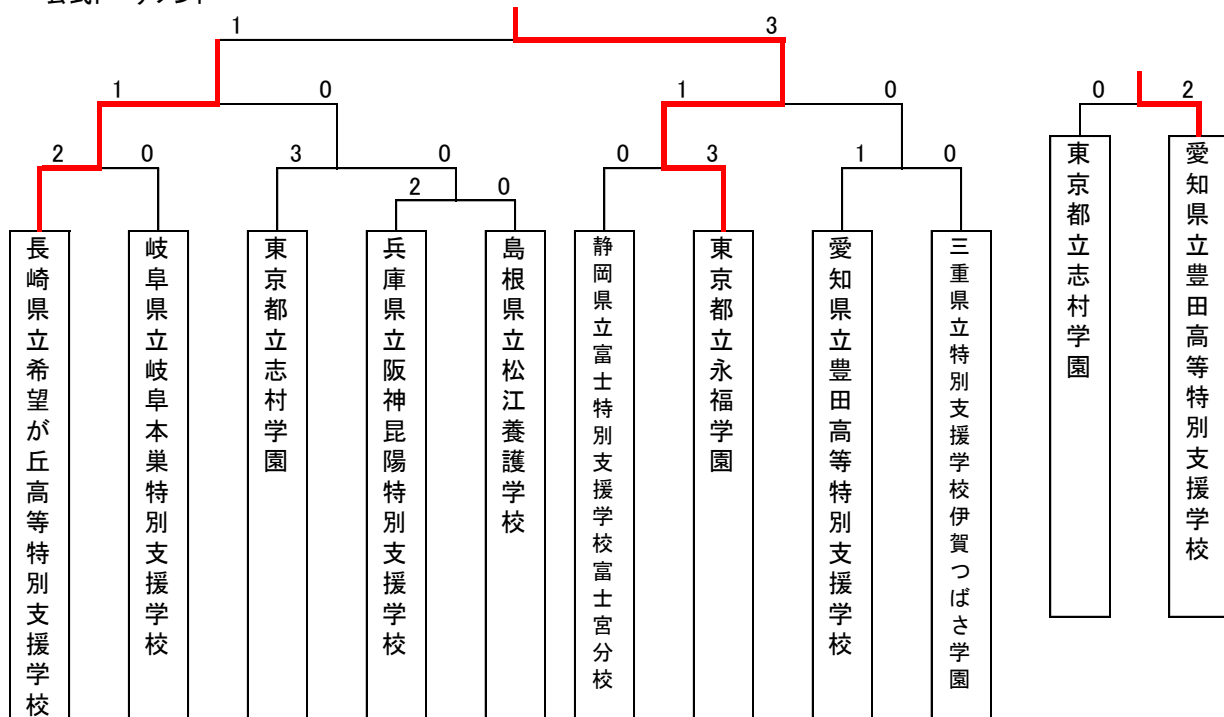 1 3
1 0 1 0 0 2
2 0 3 0 0 3 1 0
2 0
長崎県立希望が丘高等特別支援学校
岐阜県立岐阜本巣特別支援学校
東京都立志村学園
兵庫県立阪神昆陽特別支援学校
島根県立松江養護学校
静岡県立富士特別支援学校富士宮分校
東京都立永福学園
愛知県立豊田高等特別支援学校
三重県立特別支援学校伊賀つばさ学園
東京都立志村学園
愛知県立豊田高等特別支援学校